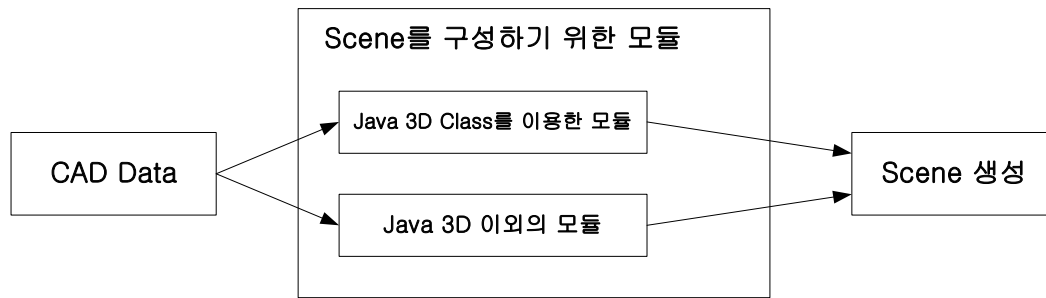 Scene를 구성하기 위한 모듈
Java 3D Class를 이용한 모듈
CAD Data
Scene 생성
Java 3D 이외의 모듈